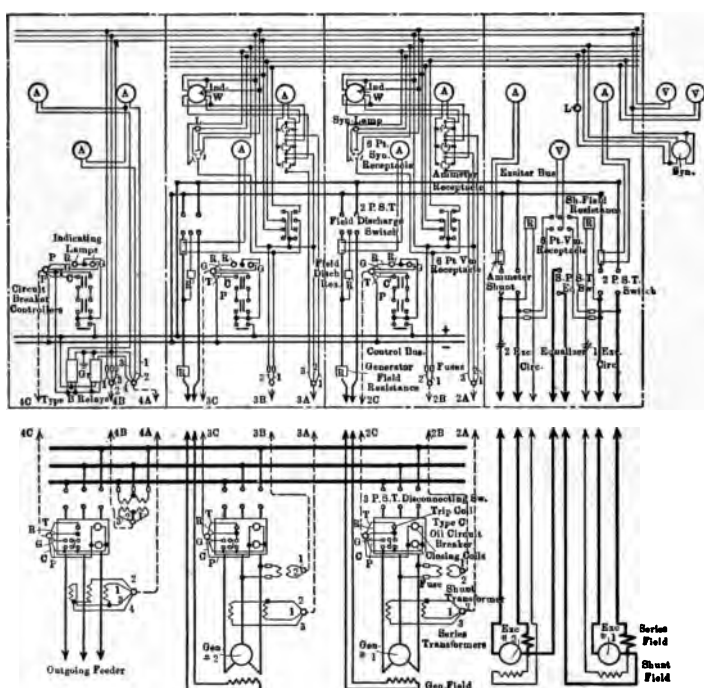 A
A
A
Ind.
W
A
A
L
Ind.
W
A
A
Syn. Lamp
6 Pt.
Syn.
Receptacle
Ammeter
Receptacle
A
V
A
V
V
L
Syn.
Exciter Bus
Sh. Field
Resistance
6 Pt. Vm.
Receptacle
Ammeter
Shunt
S.P.S.T.
Eq. Sw.
2 P.S.T.
Switch
2 Exc.
Circ.
Equalizer
1 Exc.
Circ.
2 P.S.T.
Field Discharge
Switch
Field
Disch.
Res.
6 Pt Vm.
Receptacle
Indicating
Lamps
Circuit
Breaker
Controllers
P
R
G
T
C
Gr
Control Bus
Generator
Field
Resistance
Fuses
+
−
4C
Type B Relays
4B
4A
3C
3B
3A
2C
2B
2A
4C
4B
4A
3C
3B
3A
2C
2B
2A
3 P.S.T. Disconnecting Sw.
Trip Coil
Type C
Oil Circuit
Breaker
Closing Coils
Fuse
Shunt
Transformer
Series
Transformers
T
R
G
C
P
Outgoing Feeder
Gen.
#2
Gen.
#1
Gen. Field
Exc
#2
Exc
#1
Series
Field
Shunt
Field